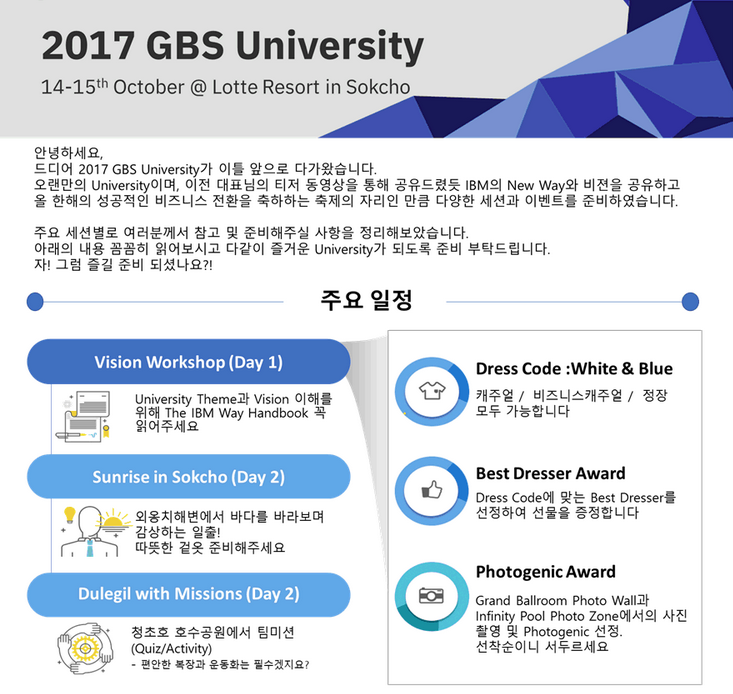 2017 GBS University
14-15th October @ Lotte Resort in Sokcho
안녕하세요,
드디어 2017 GBS University가 이틀 앞으로 다가왔습니다.
오랜만의 University이며, 이전 대표님의 티저 동영상을 통해 공유드렸듯 IBM의 New Way와 비젼을 공유하고
올 한해의 성공적인 비즈니스 전환을 축하하는 축제의 자리인 만큼 다양한 세션과 이벤트를 준비하였습니다.
주요 세션별로 여러분께서 참고 및 준비해주실 사항을 정리해보았습니다.
아래의 내용 꼼꼼히 읽어보시고 다같이 즐거운 University가 되도록 준비 부탁드립니다.
자! 그럼 즐길 준비 되셨나요?!
주요 일정
Vision Workshop (Day 1)
University Theme과 Vision 이해를
위해 The IBM Way Handbook 꼭
읽어주세요
Sunrise in Sokcho (Day 2)
외옹치해변에서 바다를 바라보며
감상하는 일출!
따뜻한 겉옷 준비해주세요
Dulegil with Missions (Day 2)
청초호 호수공원에서 팀미션
(Quiz/Activity)
- 편안한 복장과 운동화는 필수겠지요?
Dress Code :White & Blue
캐주얼 / 비즈니스캐주얼 / 정장
모두 가능합니다
Best Dresser Award
Dress Code에 맞는 Best Dresser를
선정하여 선물을 증정합니다
Photogenic Award
Grand Ballroom Photo Wall과
Infinity Pool Photo Zone에서의 사진
촬영 및 Photogenic 선정.
선착순이니 서두르세요